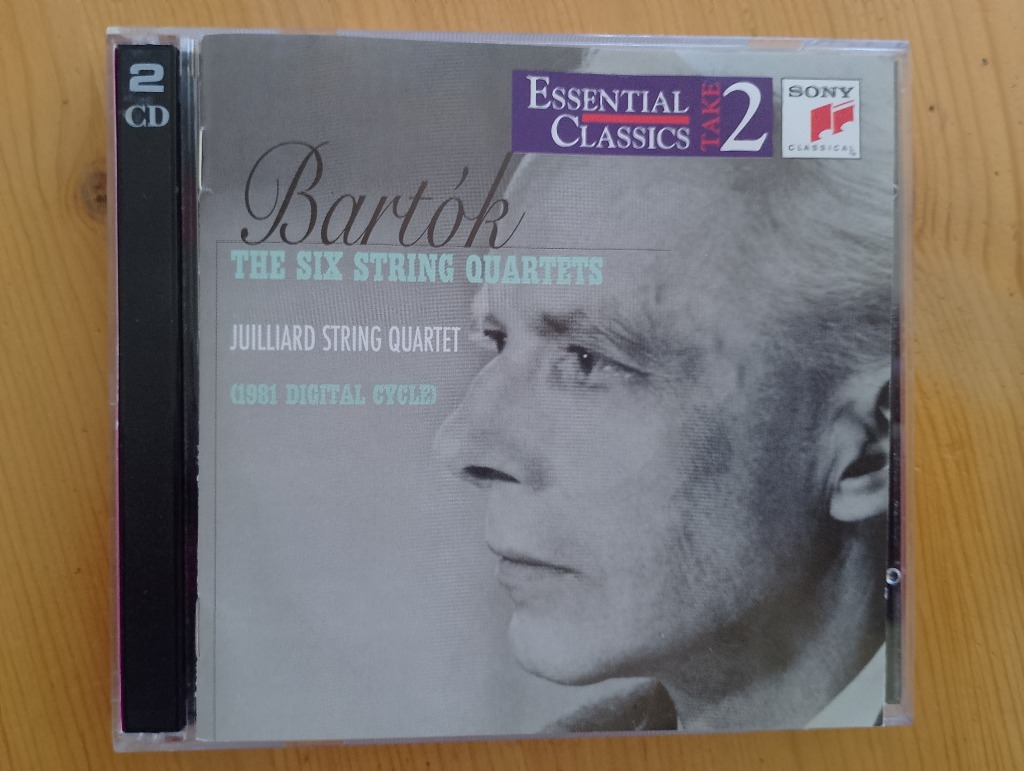 2
CD
ESSENTIAL
CLASSICS
TAKE
2
SONY
CLASSICAL
Bartók
THE SIX STRING QUARTETS
JUILLIARD STRING QUARTET
(1981 DIGITAL CYCLE)